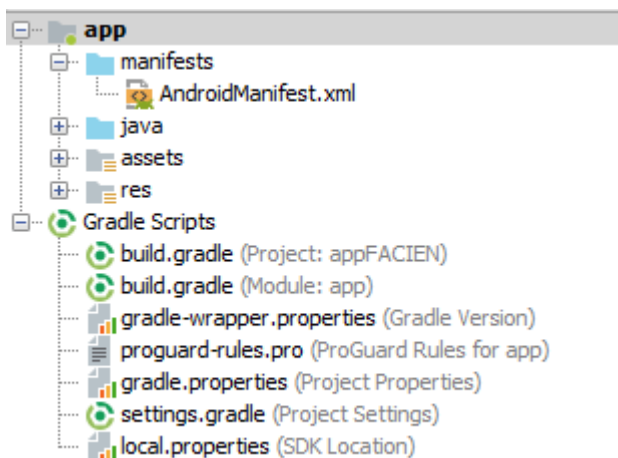 app
manifests
AndroidManifest.xml
java
assets
res
Gradle Scripts
build.gradle (Project: appFACIEN)
build.gradle (Module: app)
gradle-wrapper.properties (Gradle Version)
proguard-rules.pro (ProGuard Rules for app)
gradle.properties (Project Properties)
settings.gradle (Project Settings)
local.properties (SDK Location)